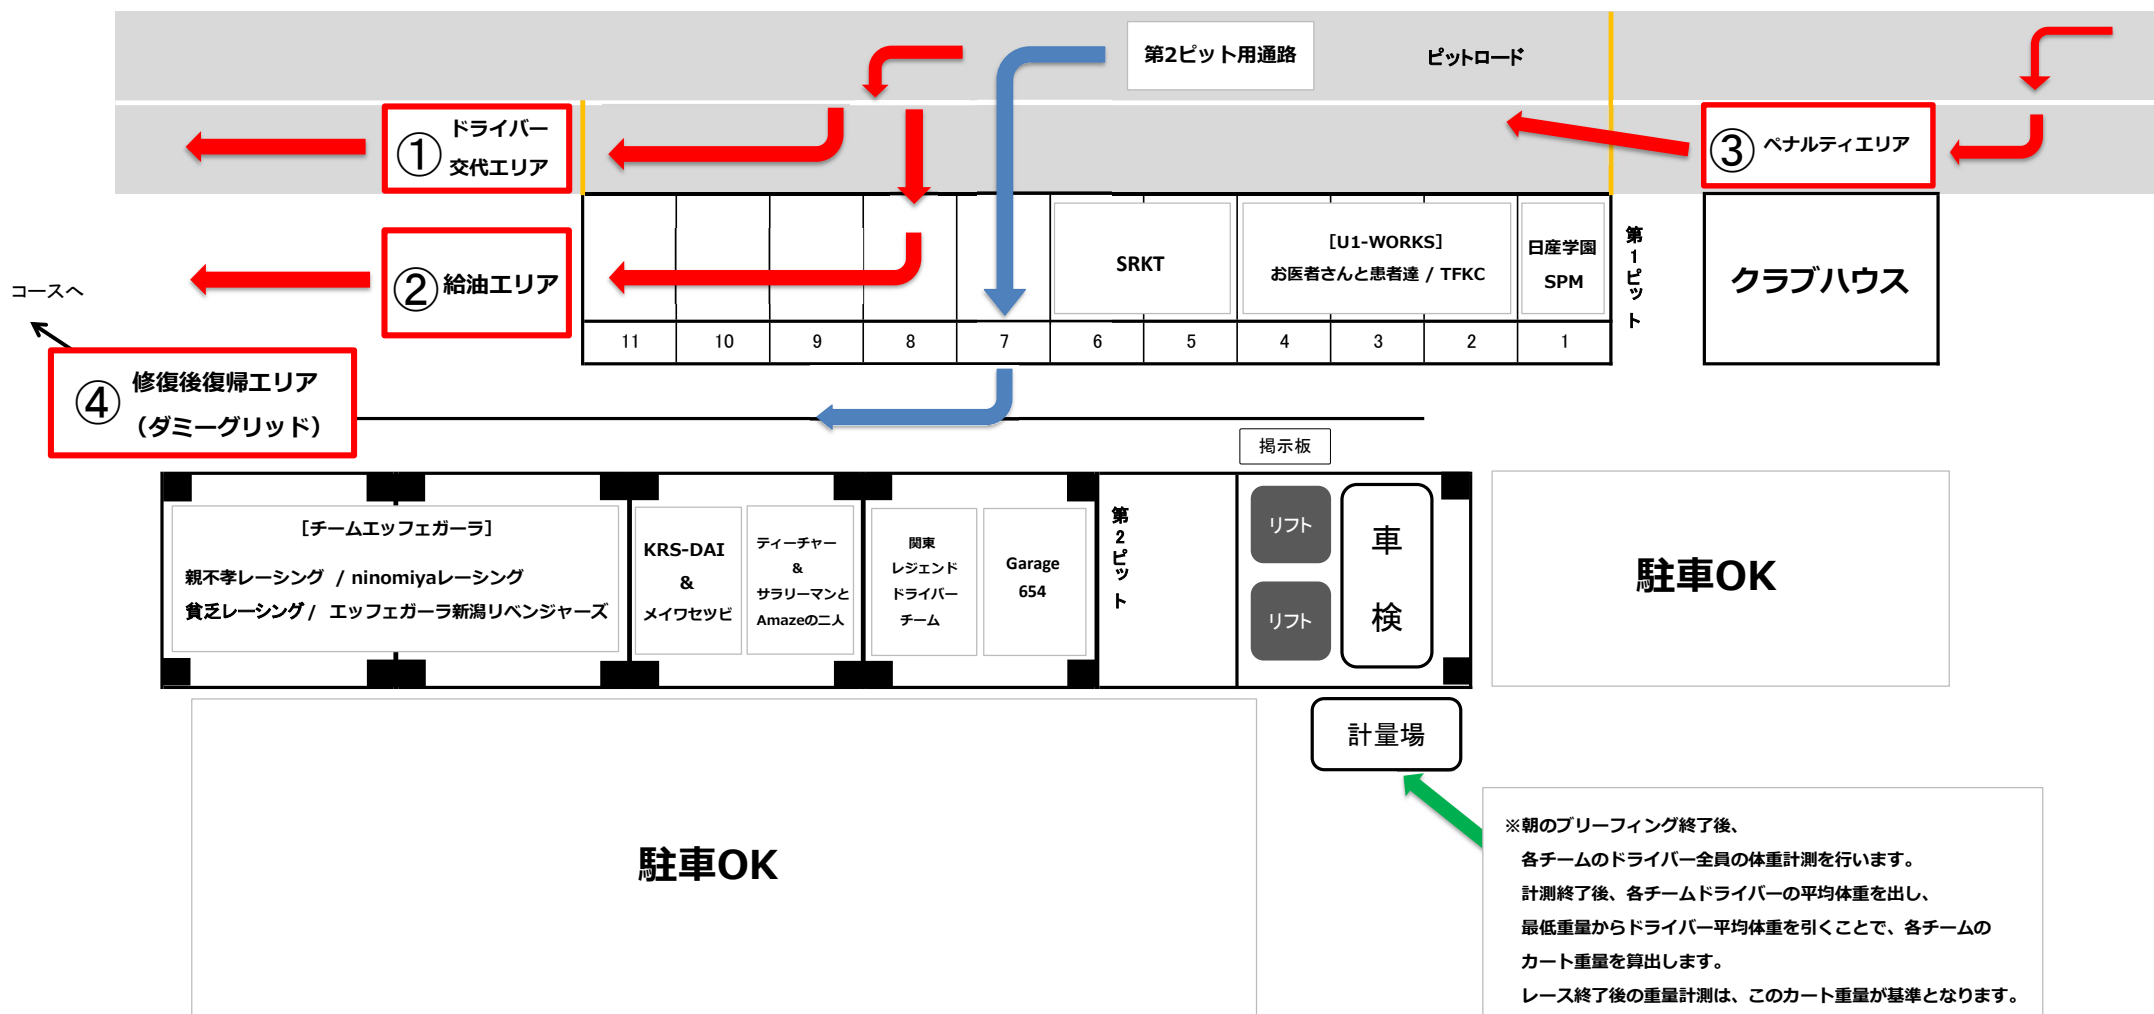 第2ピット用通路
ピットロード
① ドライバー
交代エリア
③ ペナルティエリア
② 給油エリア
コースへ
SRKT
[U1-WORKS]
お医者さんと患者達 / TFKC
日産学園
SPM
第1ピット
クラブハウス
11 10 9 8 7 6 5 4 3 2 1
④ 修復後復帰エリア
（ダミーグリッド）
掲示板
[チームエッフェガーラ]
親不孝レーシング / ninomiyaレーシング
貧乏レーシング / エッフェガーラ新潟リベンジャーズ
KRS-DAI
&
メイワセツビ
ティーチャー
&
サラリーマンと
Amazeの二人
関東
レジェンド
ドライバー
チーム
Garage
654
第2ピット
リフト
リフト
車検
駐車OK
計量場
駐車OK
※朝のブリーフィング終了後、
各チームのドライバー全員の体重計測を行います。
計測終了後、各チームドライバーの平均体重を出し、
最低重量からドライバー平均体重を引くことで、各チームの
カート重量を算出します。
レース終了後の重量計測は、このカート重量が基準となります。